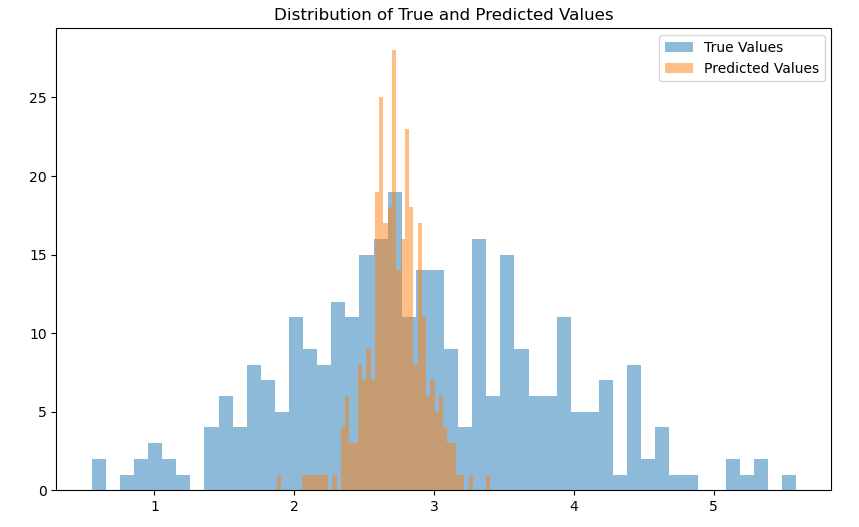 Distribution of True and Predicted Values
True Values
Predicted Values
25
20
15
10
5
0
1 2 3 4 5